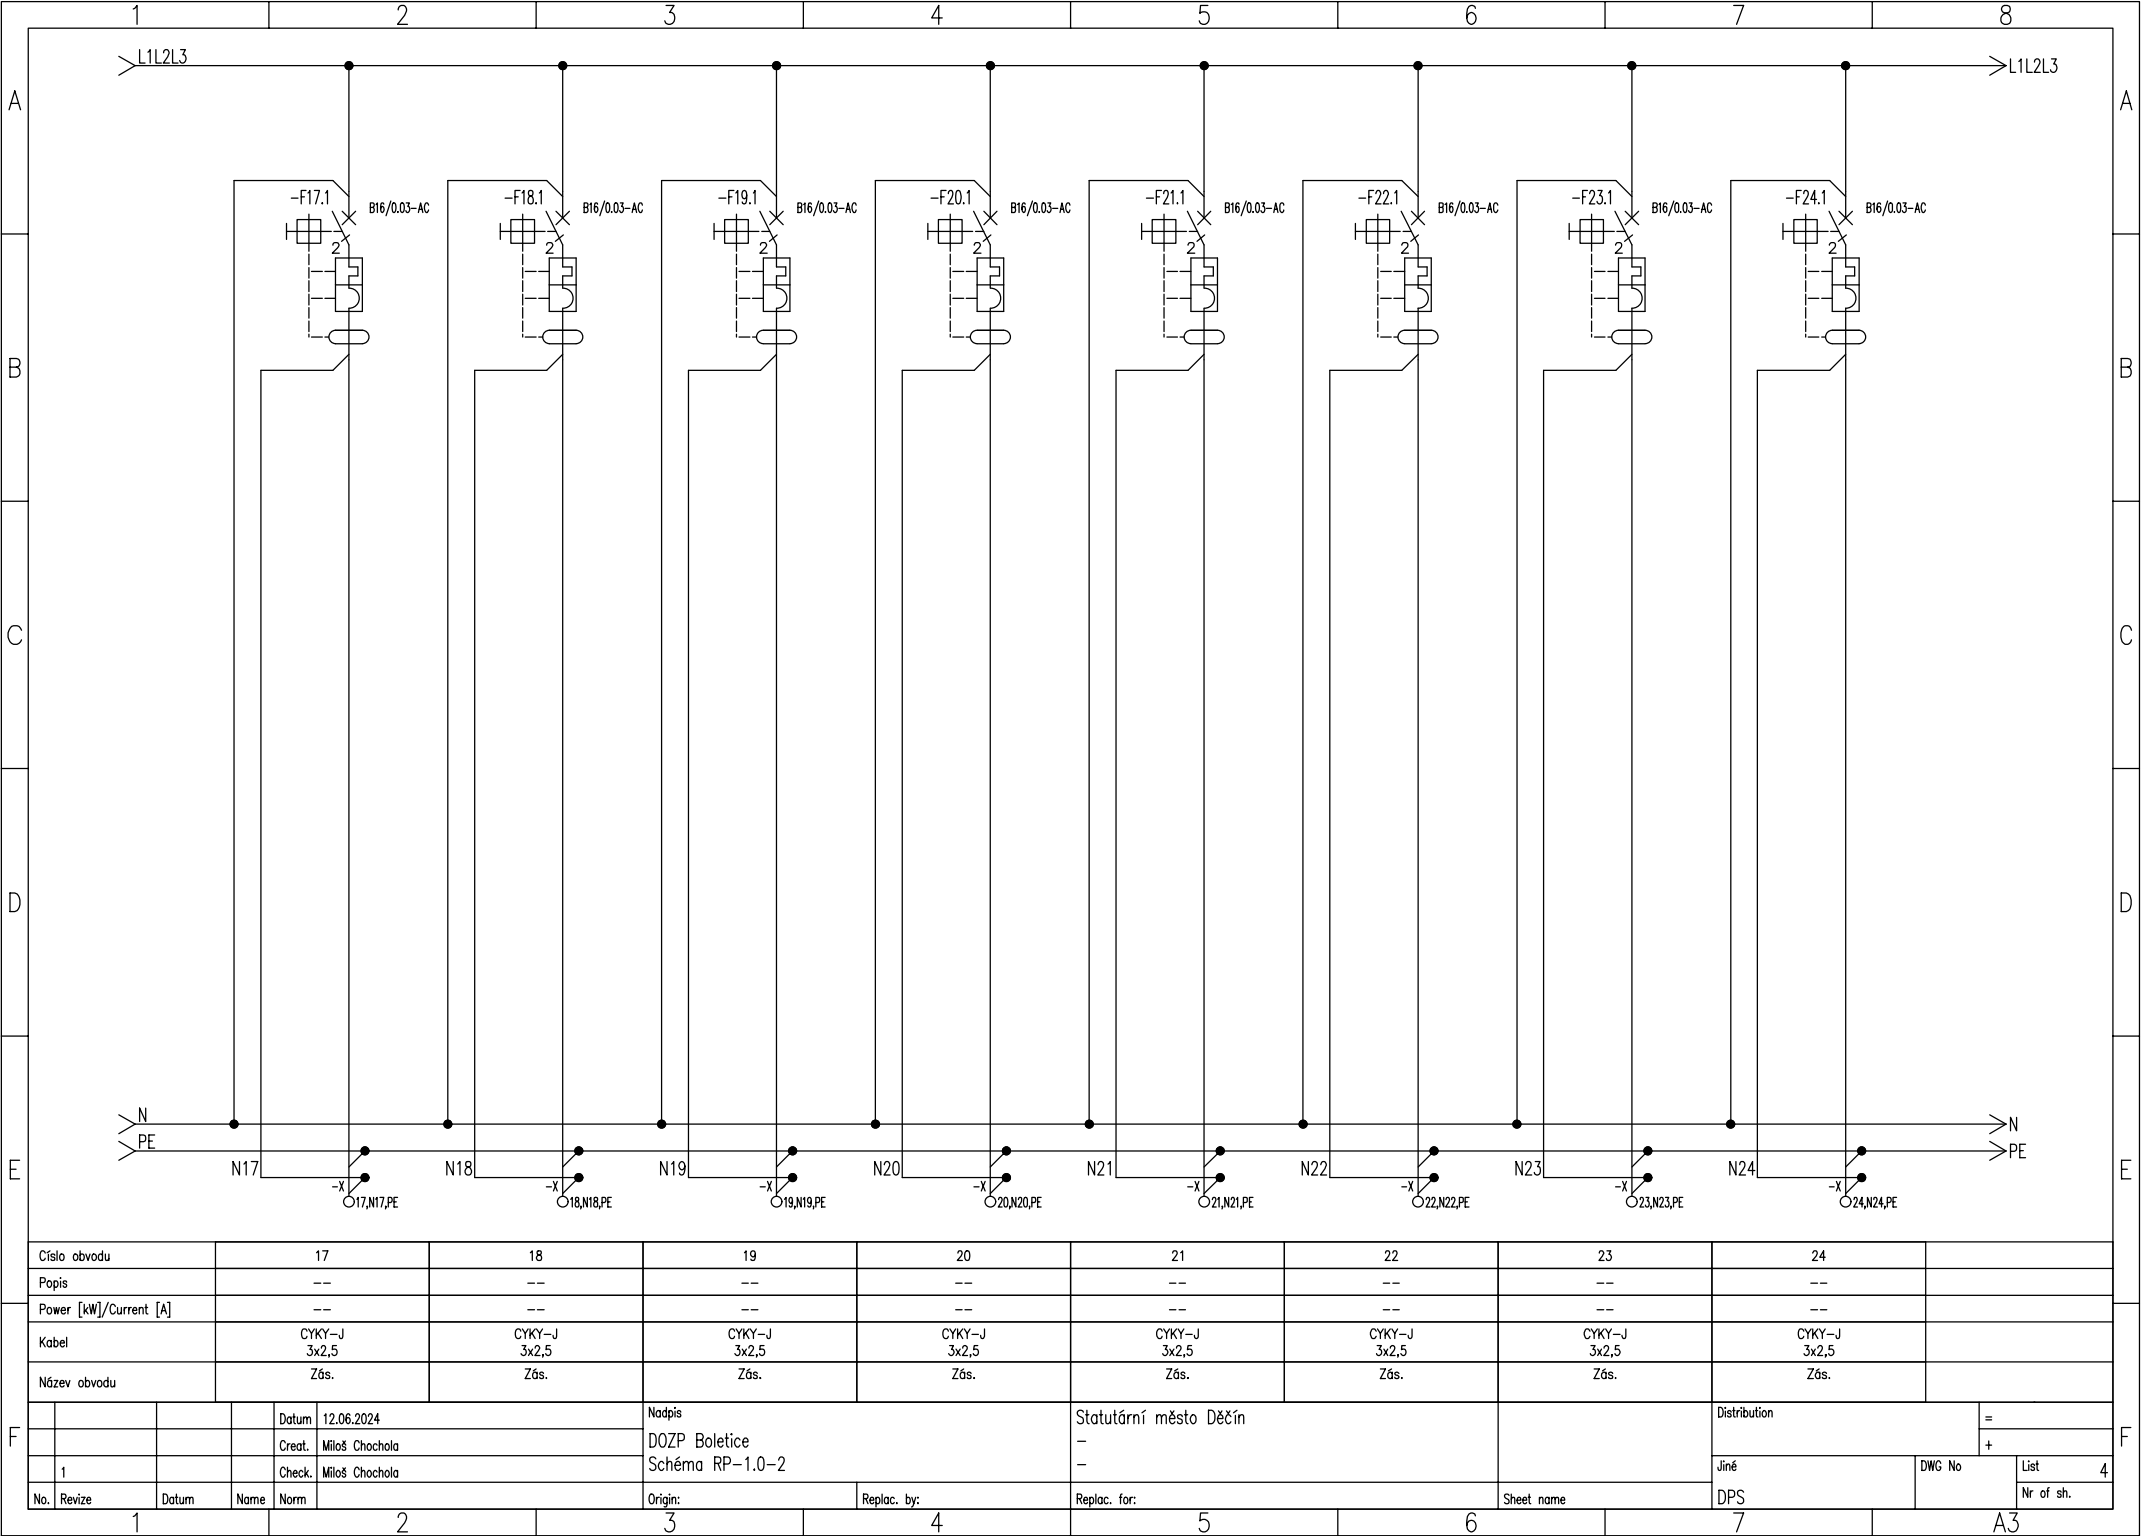 1 2 3 4 5 6 7 8
L1L2L3 L1L2L3
A A
-F17.1 B16/0.03-AC -F18.1 B16/0.03-AC -F19.1 B16/0.03-AC -F20.1 B16/0.03-AC -F21.1 B16/0.03-AC -F22.1 B16/0.03-AC -F23.1 B16/0.03-AC -F24.1 B16/0.03-AC
2 2 2 2 2 2 2 2
B B
C C
D D
N N
PE PE
E N17 N18 N19 N20 N21 N22 N23 N24 E
-X -X -X -X -X -X -X -X
17,N17,PE 18,N18,PE 19,N19,PE 20,N20,PE 21,N21,PE 22,N22,PE 23,N23,PE 24,N24,PE
Císlo obvodu 17 18 19 20 21 22 23 24
Popis -- -- -- -- -- -- -- --
Power [kW]/Current [A] -- -- -- -- -- -- -- --
Kabel CYKY-J CYKY-J CYKY-J CYKY-J CYKY-J CYKY-J CYKY-J CYKY-J
3x2,5 3x2,5 3x2,5 3x2,5 3x2,5 3x2,5 3x2,5 3x2,5
Název obvodu Zás. Zás. Zás. Zás. Zás. Zás. Zás. Zás.
Datum 12.06.2024 Nadpis Statutární město Děčín Distribution =
F Creat. Miloš Chochola DOZP Boletice - + F
1 Check. Miloš Chochola Schéma RP-1.0-2 - Jiné DWG No List 4
No. Revize Datum Name Norm Origin: Replac. by: Replac. for: Sheet name DPS Nr of sh.
1 2 3 4 5 6 7 A3